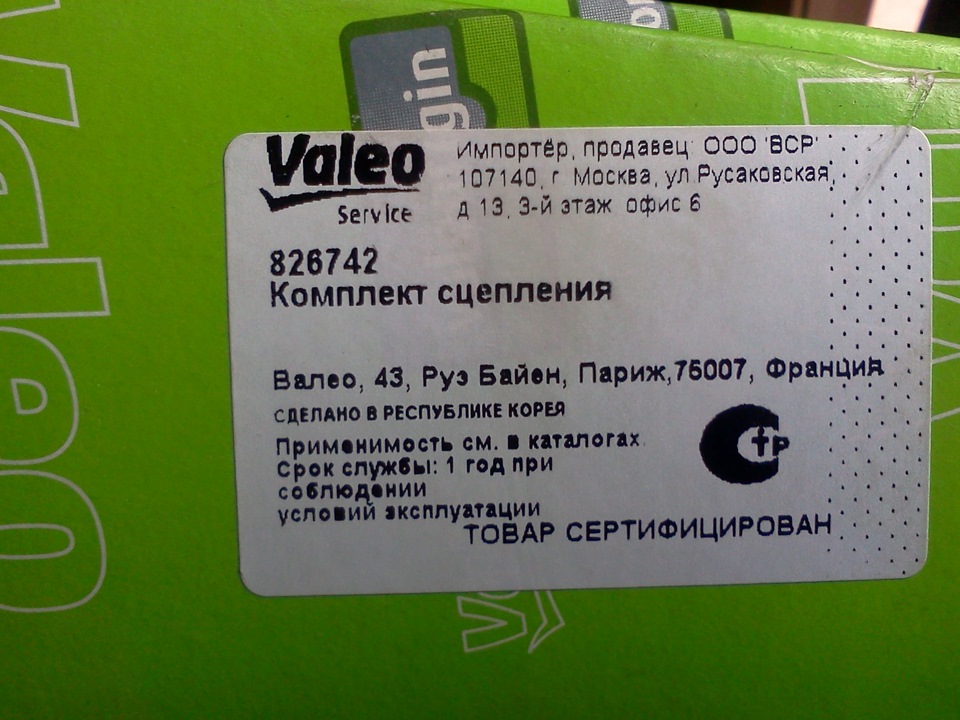 gin
Valeo
Service
Импортёр, продавец: ООО 'ВСР'
107140, г Москва, ул.Русаковская,
д 13, 3-й этаж офис 6
826742
Комплект сцепления
Валео, 43, Руэ Байен, Париж,75007, Франция
СДЕЛАНО В РЕСПУБЛИКЕ КОРЕЯ
Применимость см. в каталогах
Срок службы: 1 год при
соблюдении
условий эксплуатации
ТОВАР СЕРТИФИЦИРОВАН